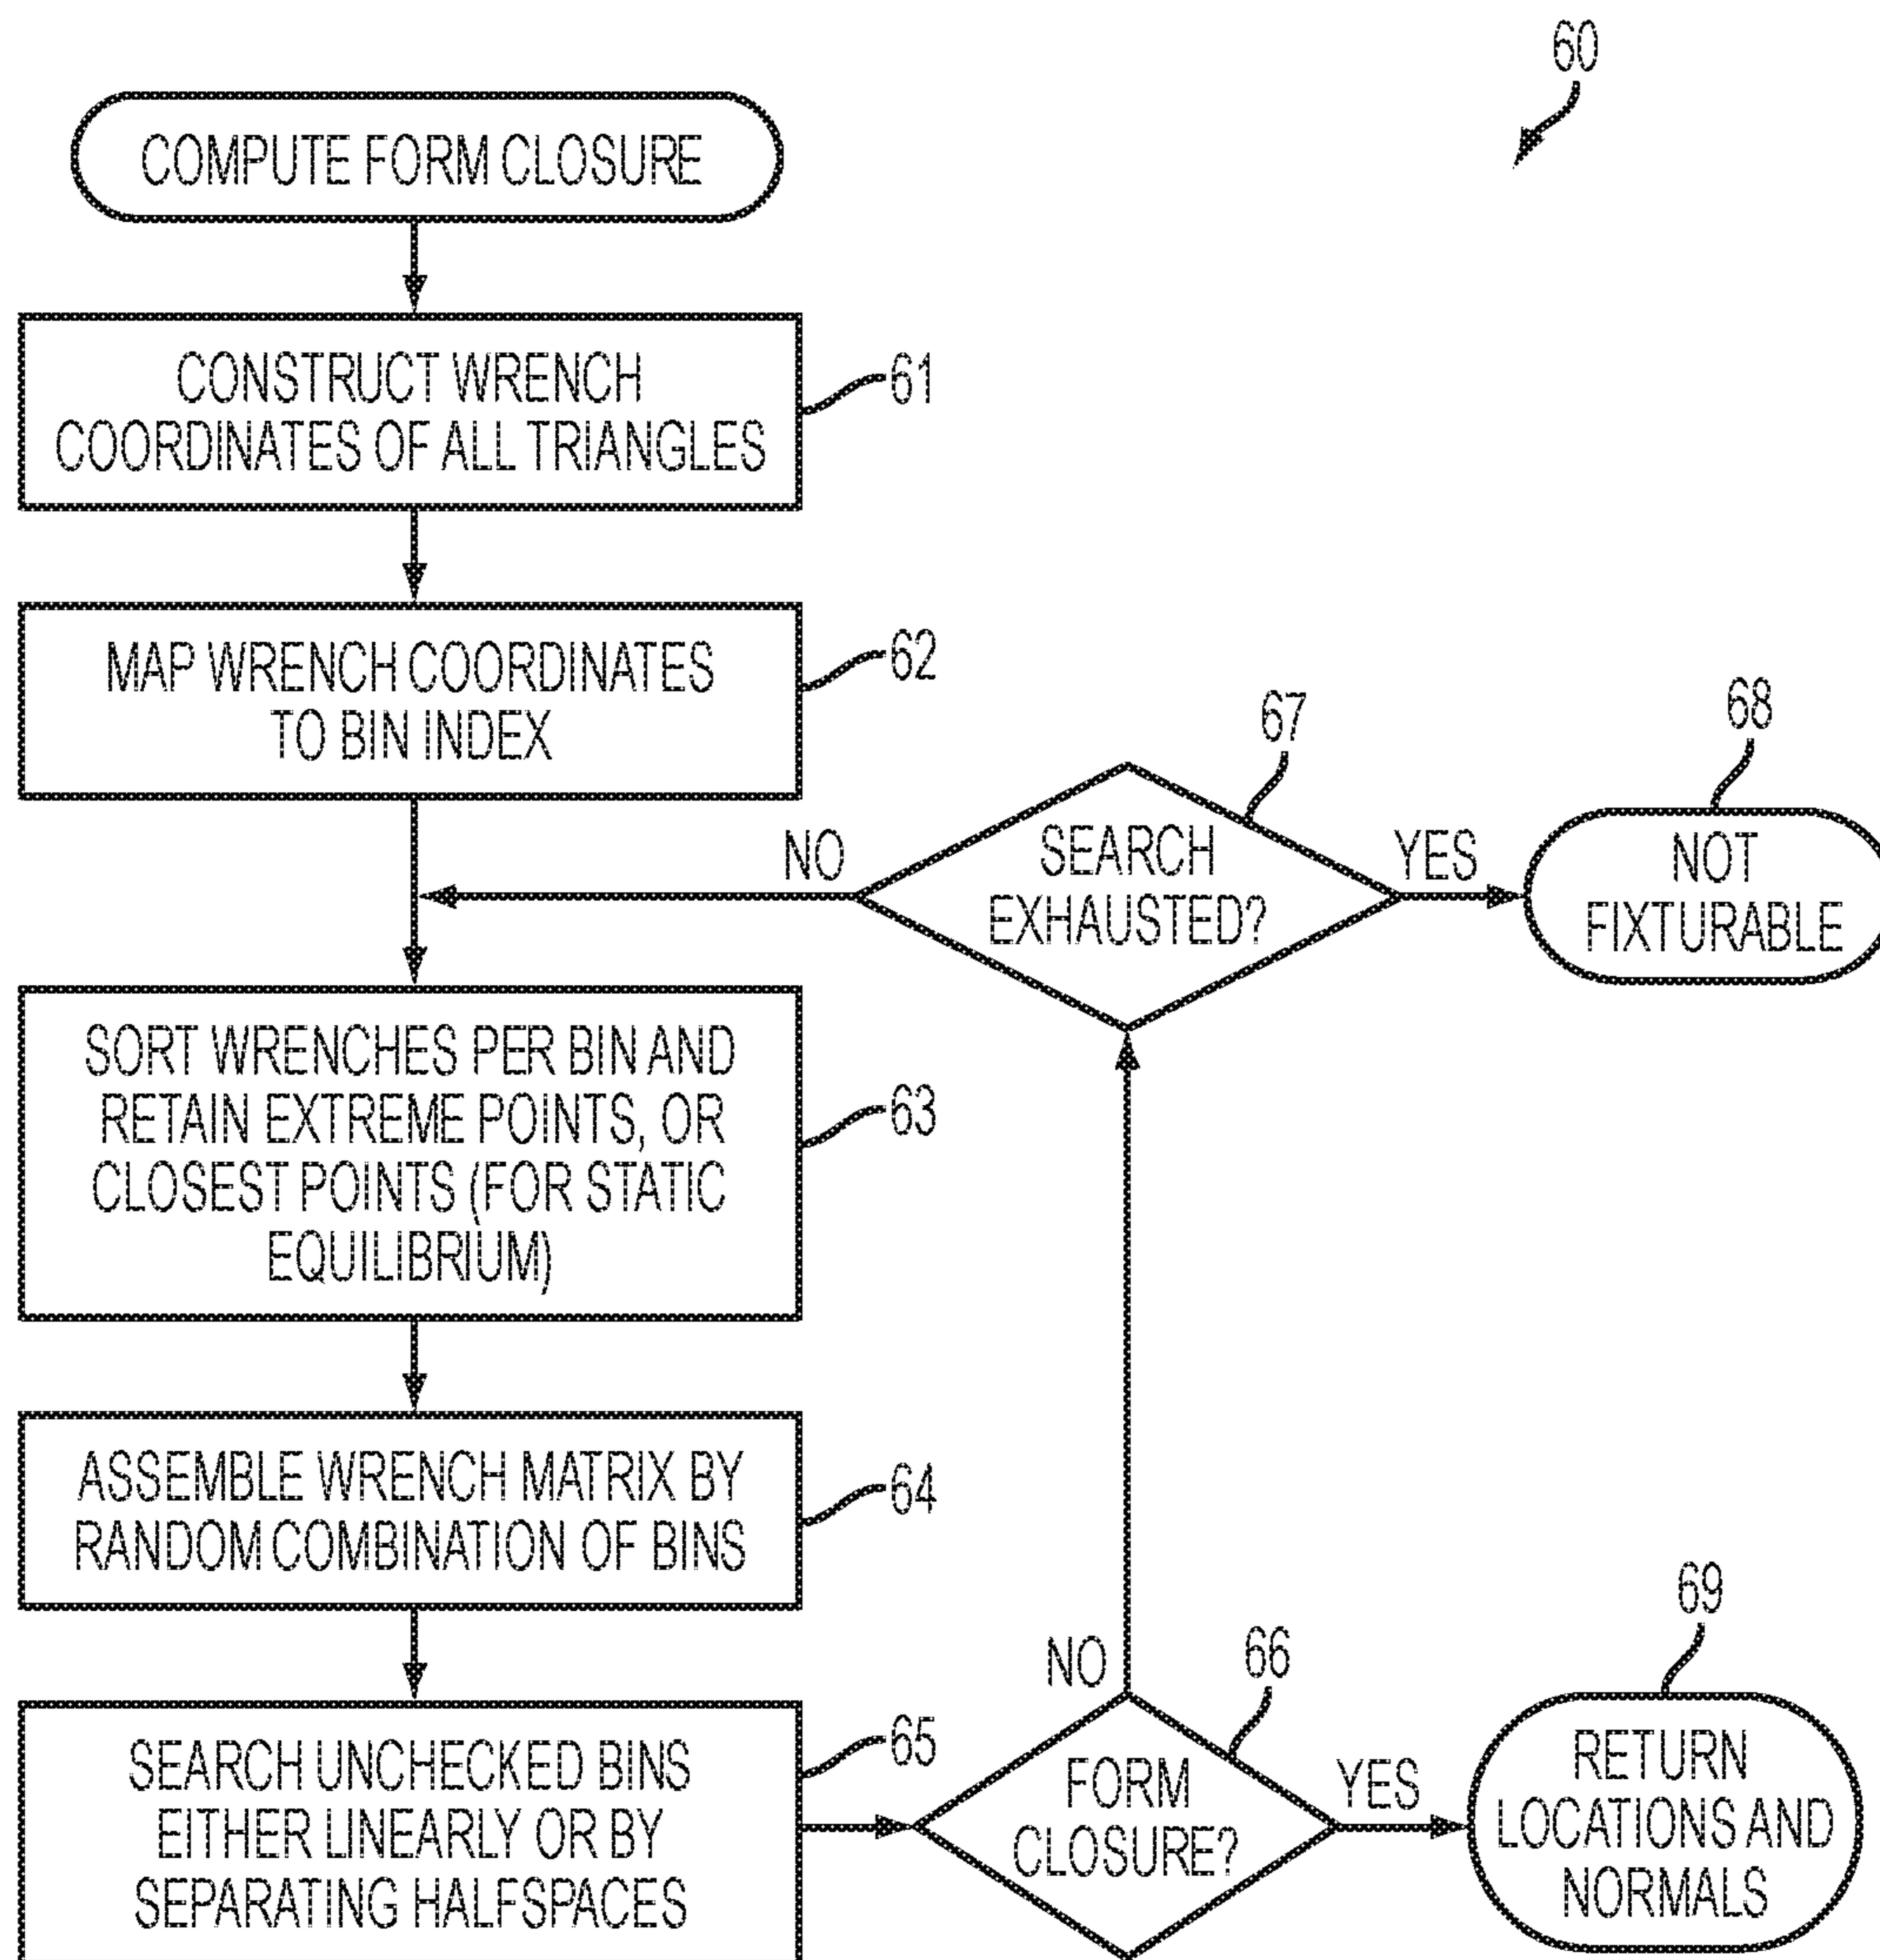 60
COMPUTE FORM CLOSURE
CONSTRUCT WRENCH
COORDINATES OF ALL TRIANGLES
61
MAP WRENCH COORDINATES
TO BIN INDEX
62
67
68
NO
SEARCH
EXHAUSTED?
YES
NOT
FIXTURABLE
SORT WRENCHES PER BIN AND
RETAIN EXTREME POINTS, OR
CLOSEST POINTS (FOR STATIC
EQUILIBRIUM)
63
ASSEMBLE WRENCH MATRIX BY
RANDOM COMBINATION OF BINS
64
SEARCH UNCHECKED BINS
EITHER LINEARLY OR BY
SEPARATING HALFSPACES
65
NO
66
FORM
CLOSURE?
YES
69
RETURN
LOCATIONS AND
NORMALS